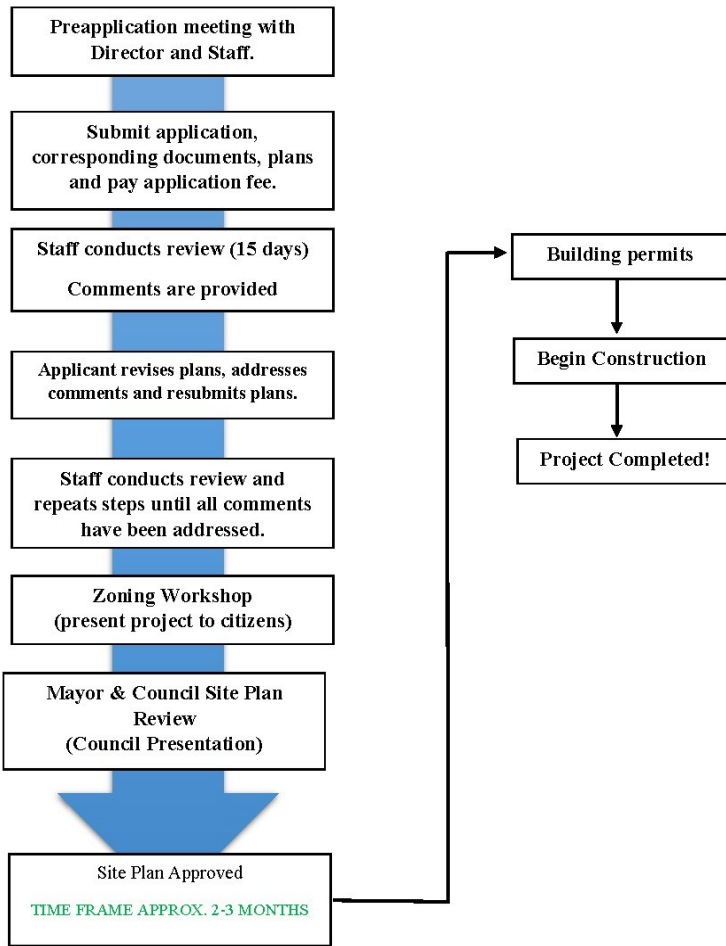 Preapplication meeting with
Director and Staff.
Submit application,
corresponding documents, plans
and pay application fee.
Staff conducts review (15 days)
Comments are provided
Applicant revises plans, addresses
comments and resubmits plans.
Staff conducts review and
repeats steps until all comments
have been addressed.
Zoning Workshop
(present project to citizens)
Mayor & Council Site Plan
Review
(Council Presentation)
Site Plan Approved
TIME FRAME APPROX. 2-3 MONTHS
Building permits
Begin Construction
Project Completed!